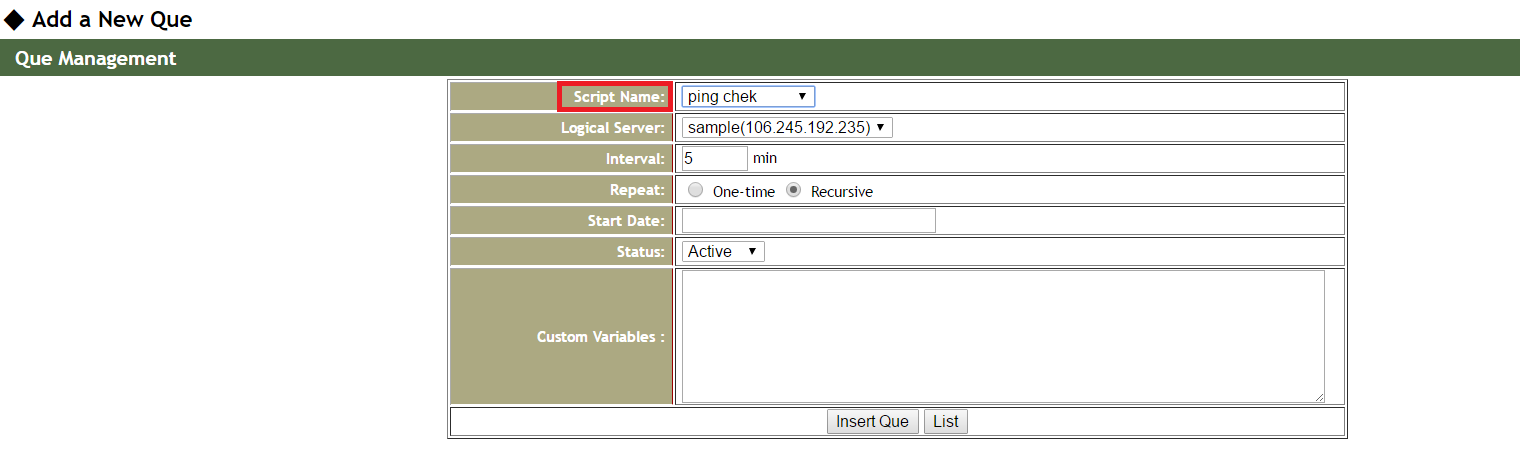 ◆ Add a New Que
Que Management
Script Name: ping chek
Logical Server: sample(106.245.192.235)
Interval: 5 min
Repeat: One-time Recursive
Start Date:
Status: Active
Custom Variables :
Insert Que List